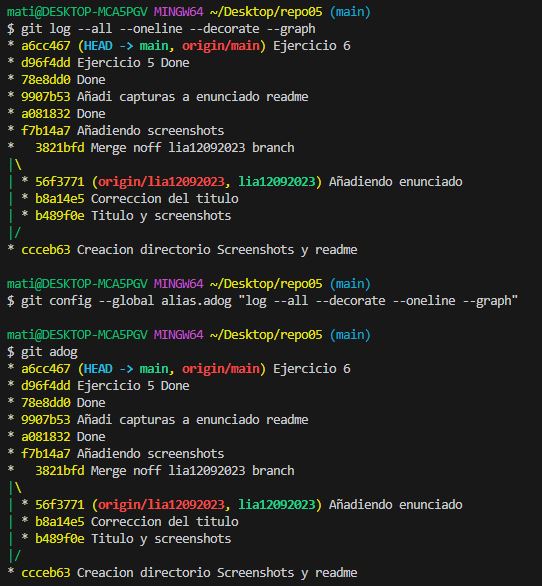 mati@DESKTOP-MCA5PGV MINGW64 ~/Desktop/repo05 (main)
$ git log --all --oneline --decorate --graph
* a6cc467 (HEAD -> main, origin/main) Ejercicio 6
* d96f4dd Ejercicio 5 Done
* 78e8dd0 Done
* 9907b53 Añadi capturas a enunciado readme
* a081832 Done
* f7b14a7 Añadiendo screenshots
*   3821bfd Merge noff lia12092023 branch
|\
| * 56f3771 (origin/lia12092023, lia12092023) Añadiendo enunciado
| * b8a14e5 Correccion del titulo
| * b489f0e Titulo y screenshots
|/
* ccceb63 Creacion directorio Screenshots y readme
mati@DESKTOP-MCA5PGV MINGW64 ~/Desktop/repo05 (main)
$ git config --global alias.adog "log --all --decorate --oneline --graph"
mati@DESKTOP-MCA5PGV MINGW64 ~/Desktop/repo05 (main)
$ git adog
* a6cc467 (HEAD -> main, origin/main) Ejercicio 6
* d96f4dd Ejercicio 5 Done
* 78e8dd0 Done
* 9907b53 Añadi capturas a enunciado readme
* a081832 Done
* f7b14a7 Añadiendo screenshots
*   3821bfd Merge noff lia12092023 branch
|\
| * 56f3771 (origin/lia12092023, lia12092023) Añadiendo enunciado
| * b8a14e5 Correccion del titulo
| * b489f0e Titulo y screenshots
|/
* ccceb63 Creacion directorio Screenshots y readme